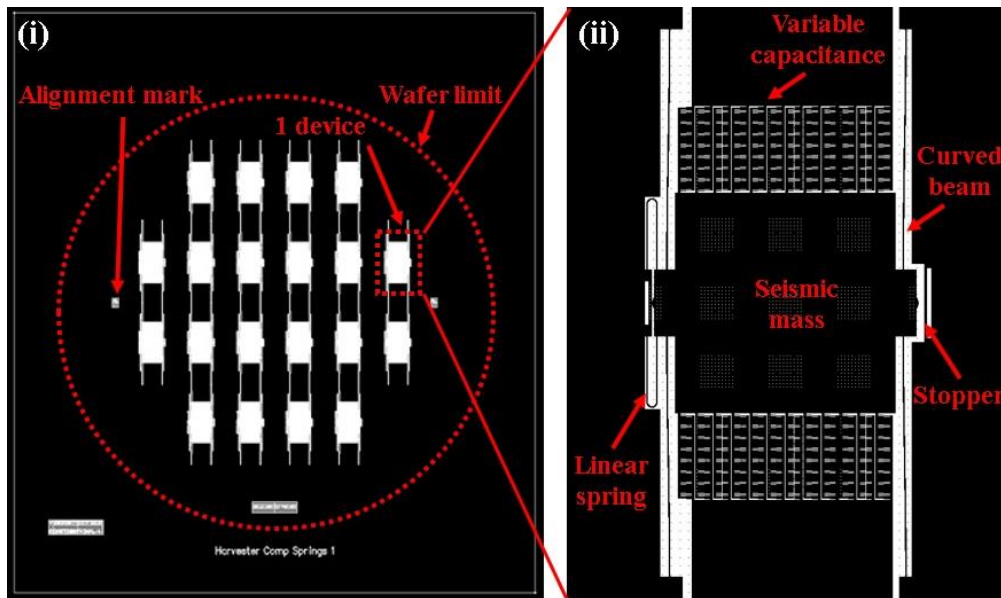 (i)
Alignment mark
Wafer limit
1 device
Harvester Comp Springs 1
(ii)
Variable
capacitance
Curved
beam
Seismic
mass
Stopper
Linear
spring